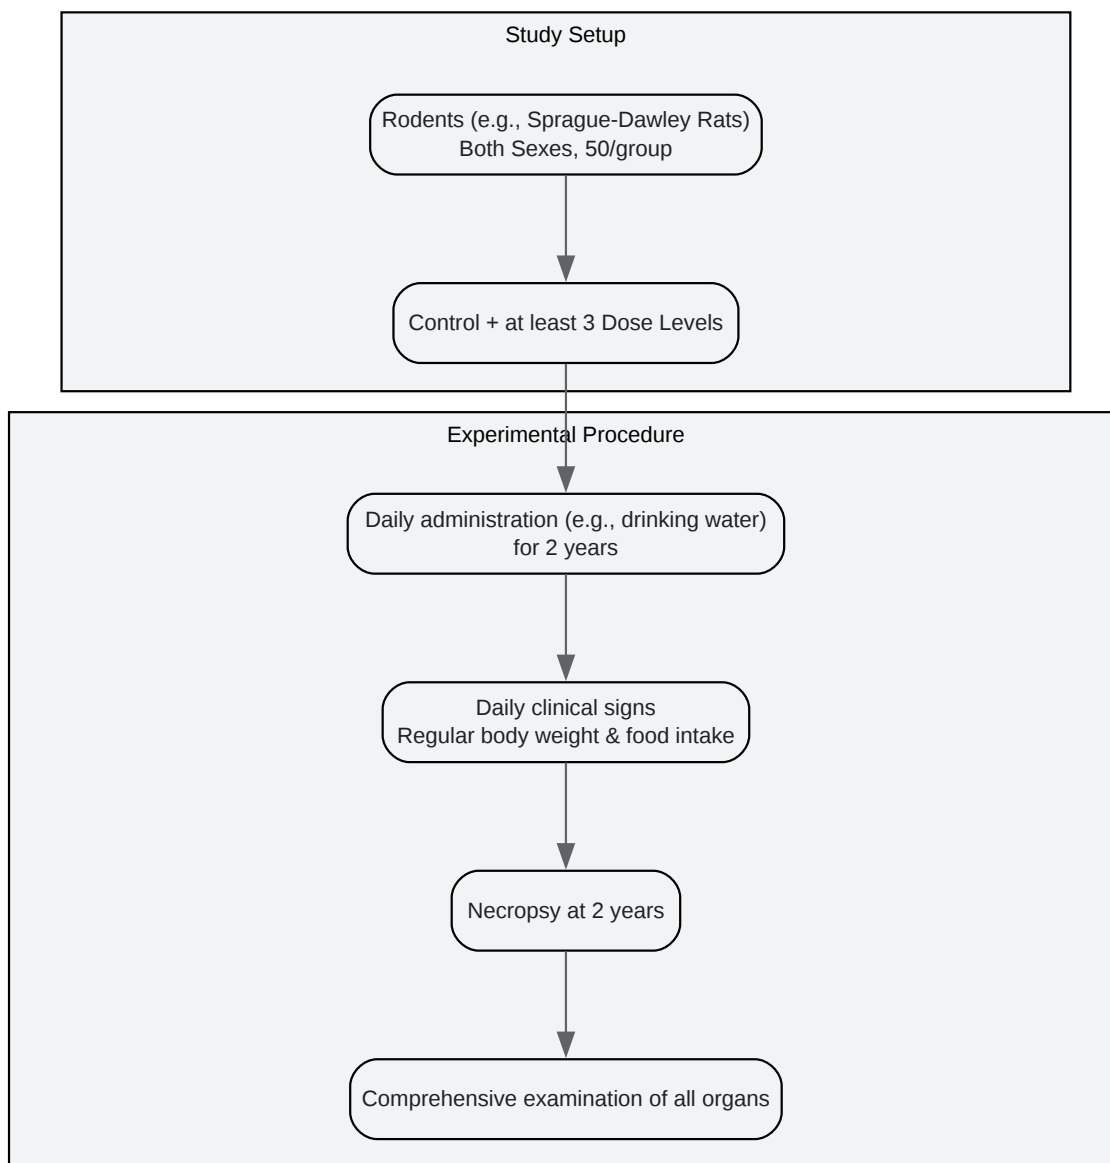 Study Setup
Rodents (e.g., Sprague-Dawley Rats)
Both Sexes, 50/group
Control + at least 3 Dose Levels
Experimental Procedure
Daily administration (e.g., drinking water)
for 2 years
Daily clinical signs
Regular body weight & food intake
Necropsy at 2 years
Comprehensive examination of all organs